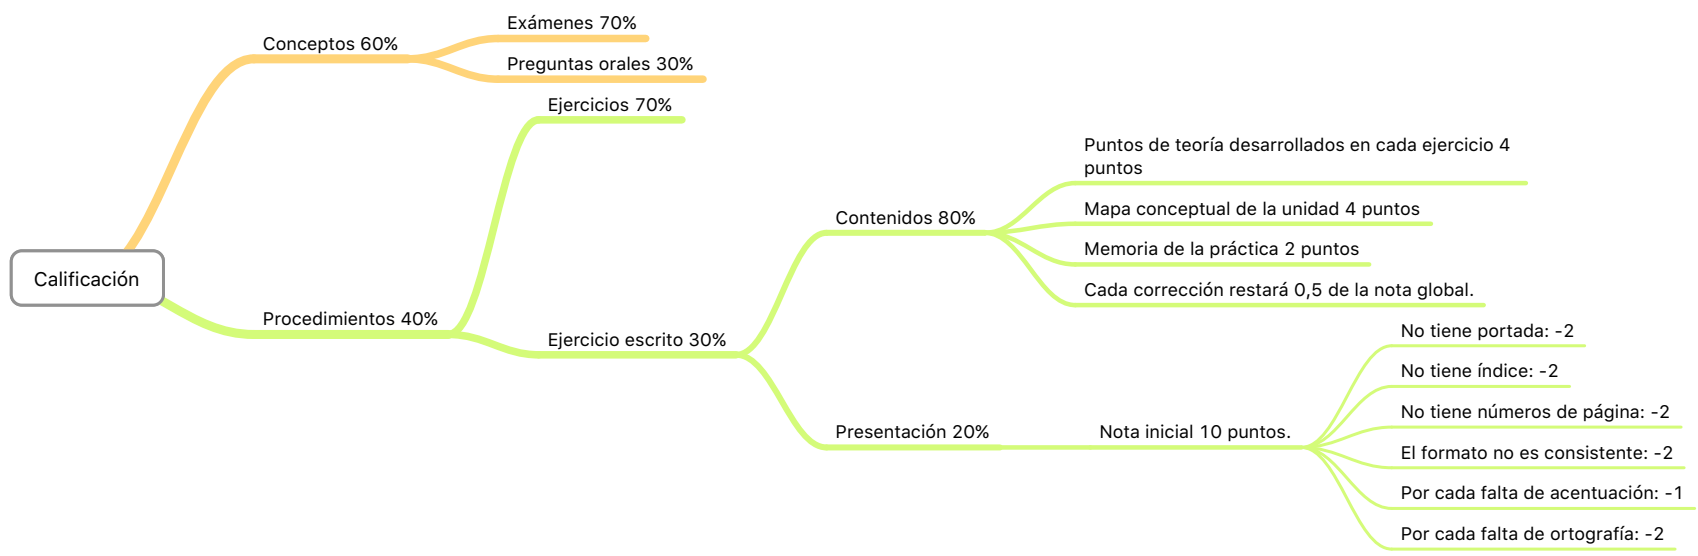 Calificación
Conceptos 60%
Exámenes 70%
Preguntas orales 30%
Procedimientos 40%
Ejercicios 70%
Ejercicio escrito 30%
Contenidos 80%
Puntos de teoría desarrollados en cada ejercicio 4
puntos
Mapa conceptual de la unidad 4 puntos
Memoria de la práctica 2 puntos
Cada corrección restará 0,5 de la nota global.
Presentación 20%
Nota inicial 10 puntos.
No tiene portada: -2
No tiene índice: -2
No tiene números de página: -2
El formato no es consistente: -2
Por cada falta de acentuación: -1
Por cada falta de ortografía: -2